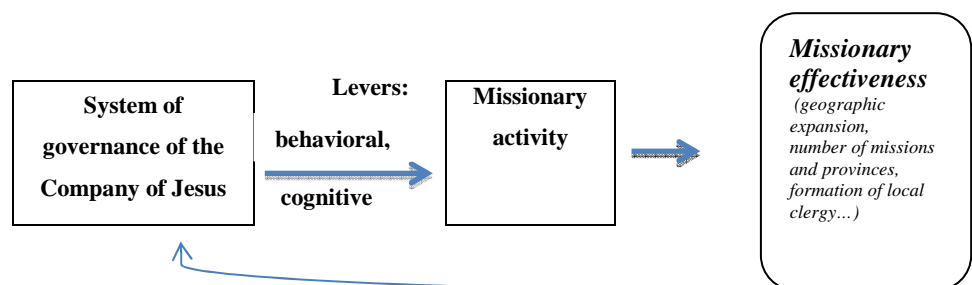 System of
governance of the
Company of Jesus
Levers:
behavioral,
cognitive
Missionary
activity
Missionary
effectiveness
(geographic
expansion,
number of missions
and provinces,
formation of local
clergy…)